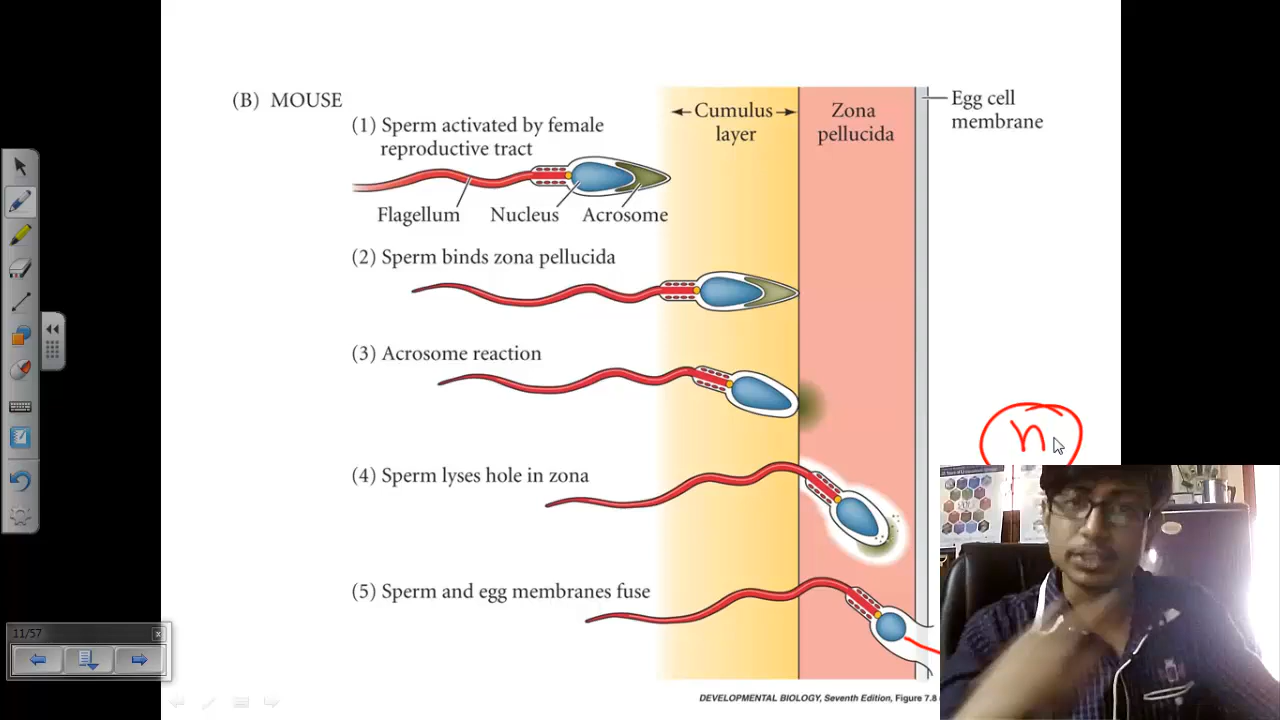 (B) MOUSE
(1) Sperm activated by female
reproductive tract
Flagellum Nucleus Acrosome
Cumulus
layer
Zona
pellucida
Egg cell
membrane
(2) Sperm binds zona pellucida
(3) Acrosome reaction
(4) Sperm lyses hole in zona
(5) Sperm and egg membranes fuse
n
11/57
x
DEVELOPMENTAL BIOLOGY, Seventh Edition, Figure 7.8